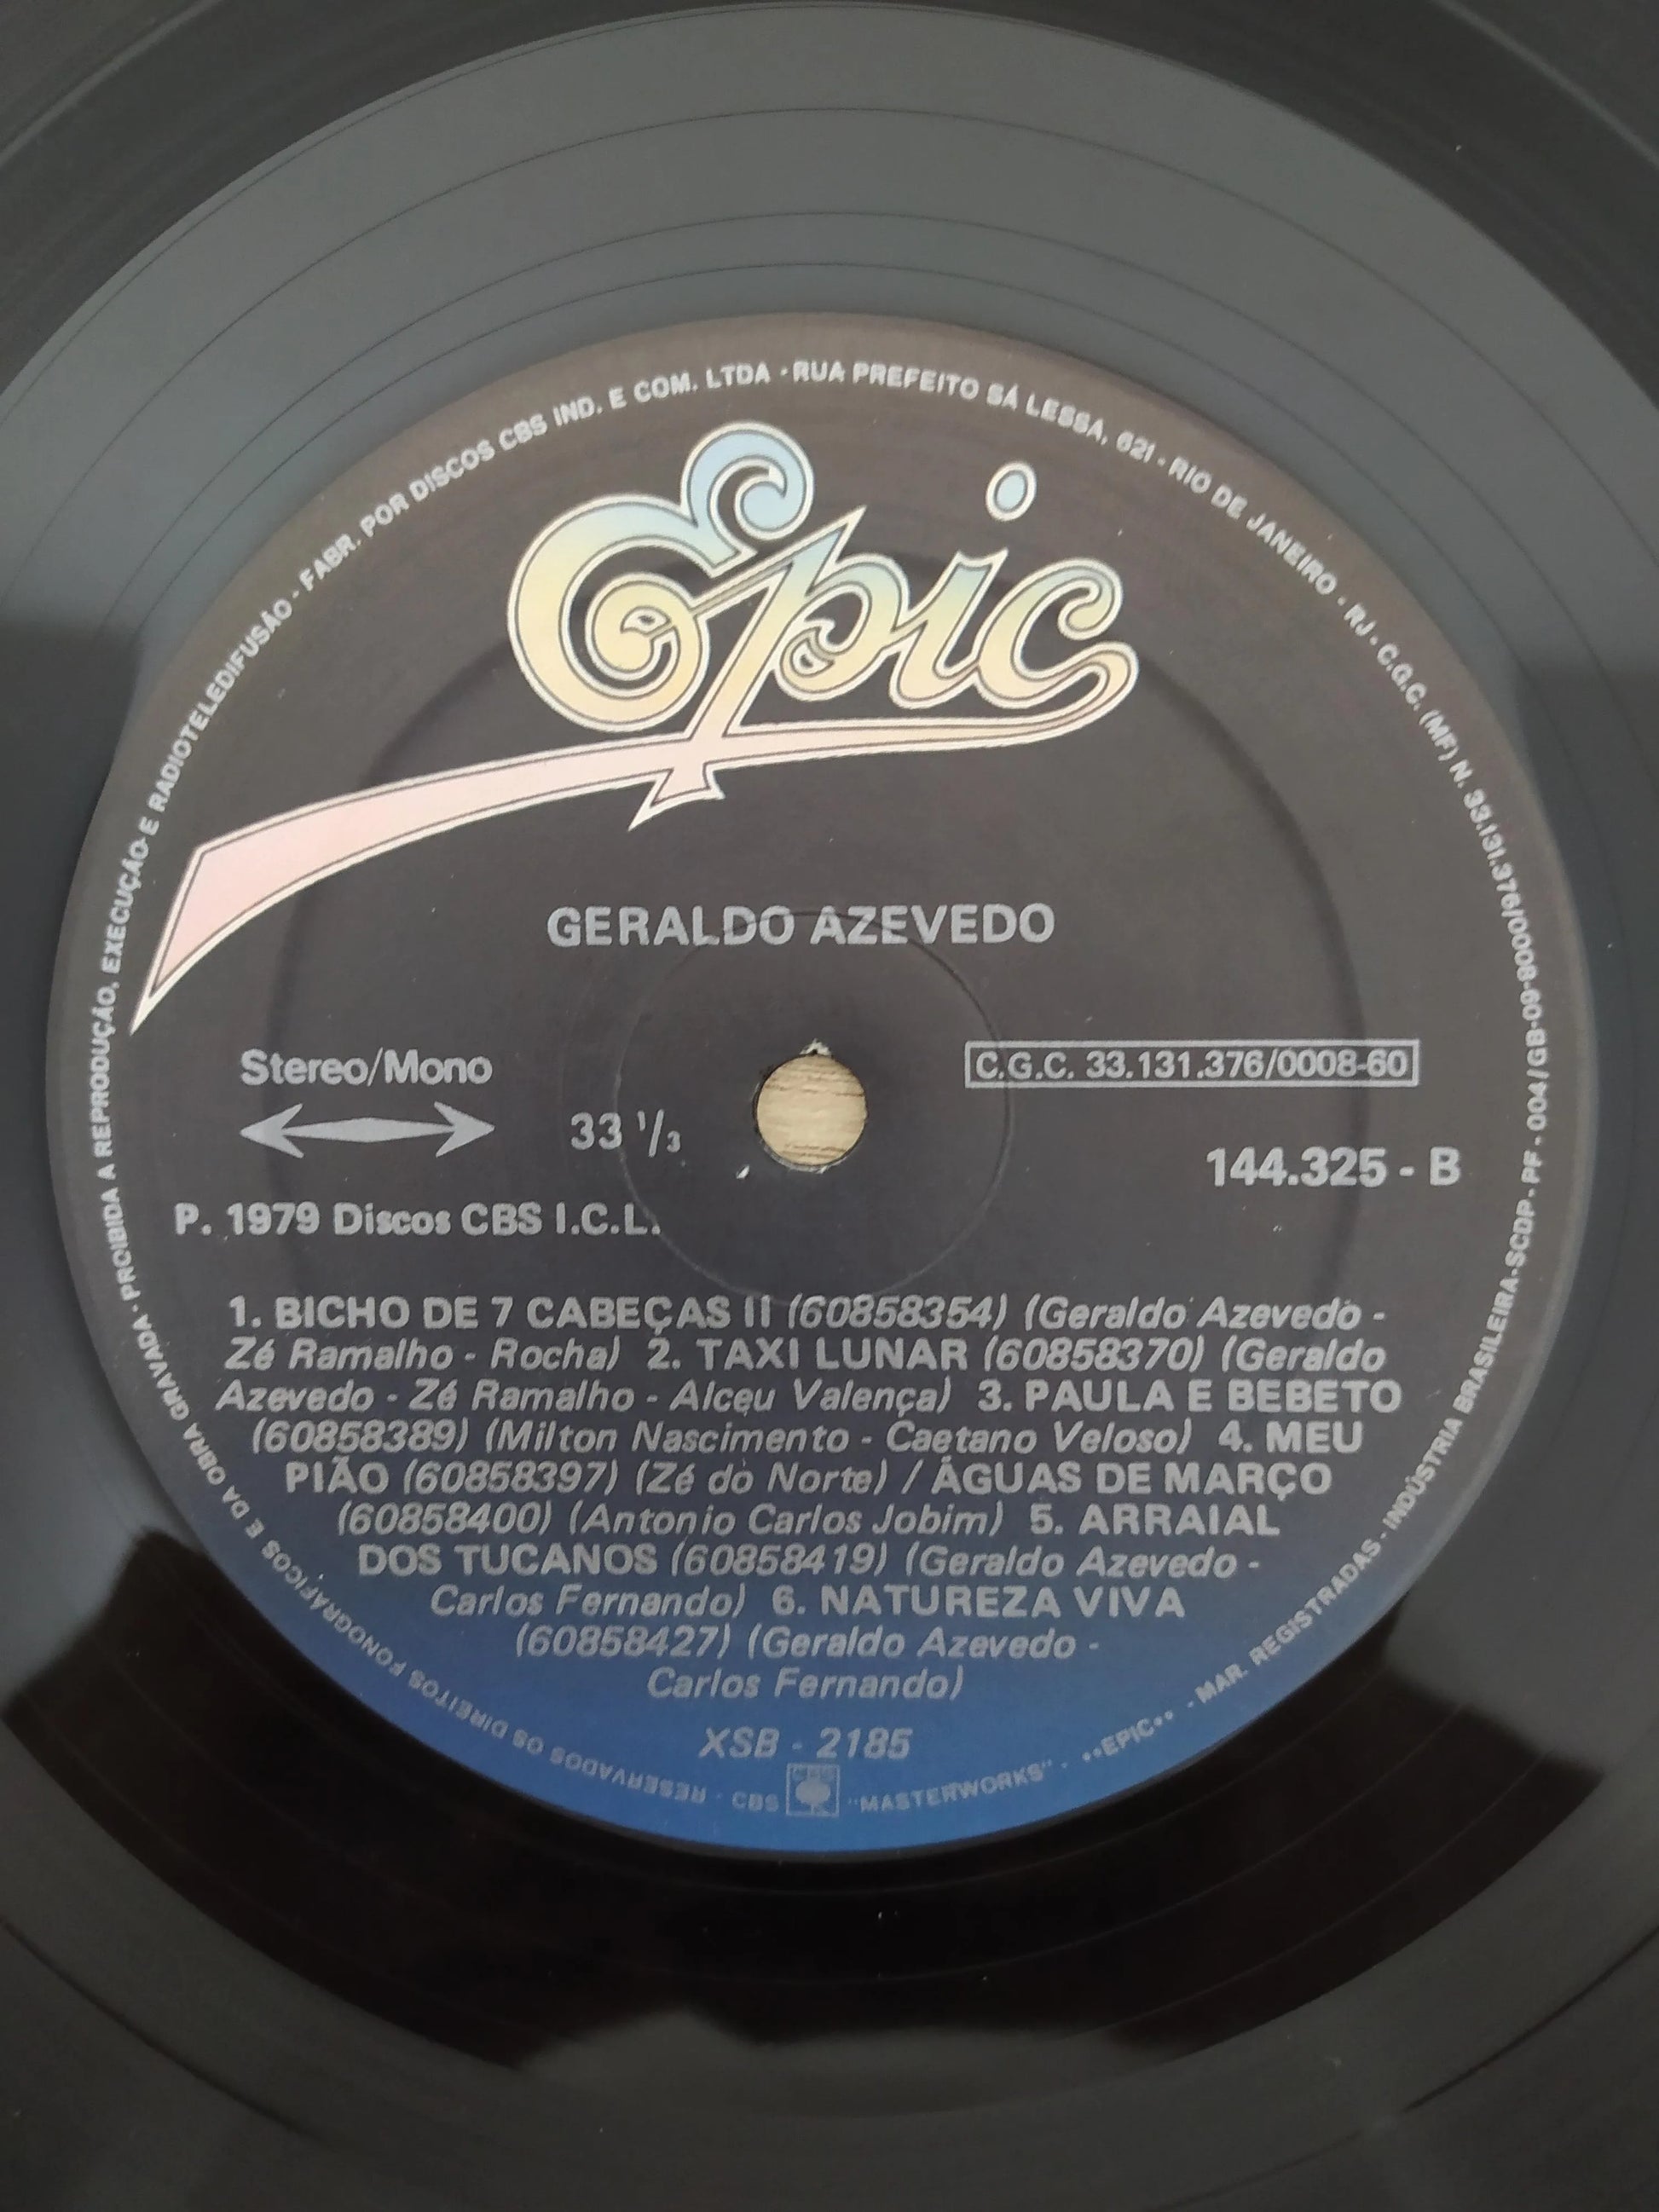 FABR. POR DISCOS CBS IND. E COM. LTDA · RUA PREFEITO SÁ LESSA, 621 - RIO DE JANEIRO - RJ - C.G.C. (MF) N. 33.131.376/0008-60/GB-09-004 - PF - SCDP - INDÚSTRIA BRASILEIRA
Epic
GERALDO AZEVEDO
Stereo/Mono
C.G.C. 33.131.376/0008-60
33 1/3
144.325 - B
P. 1979 Discos CBS I.C.L.
1. BICHO DE 7 CABEÇAS II (60858354) (Geraldo Azevedo -
Zé Ramalho - Rocha) 2. TAXI LUNAR (60858370) (Geraldo
Azevedo - Zé Ramalho - Alceu Valença) 3. PAULA E BEBETO
(60858389) (Milton Nascimento - Caetano Veloso) 4. MEU
PIÃO (60858397) (Zé do Norte) / ÁGUAS DE MARÇO
(60858400) (Antonio Carlos Jobim) 5. ARRAIAL
DOS TUCANOS (60858419) (Geraldo Azevedo -
Carlos Fernando) 6. NATUREZA VIVA
(60858427) (Geraldo Azevedo -
Carlos Fernando)
XSB - 2185
CBS "MASTERWORKS" - "EPIC" - MAR. REGISTRADAS
RESERVADOS OS DIREITOS FONOGRÁFICOS E DA OBRA GRAVADA · PROIBIDA A REPRODUÇÃO, EXECUÇÃO E RADIOTELEDIFUSÃO